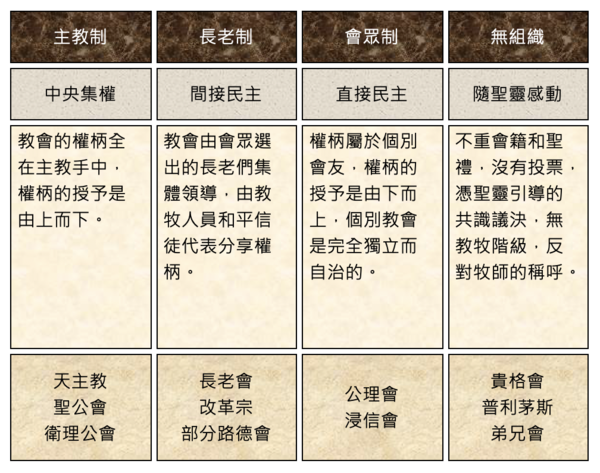 主教制
長老制
會眾制
無組織
中央集權
間接民主
直接民主
隨聖靈感動
教會的權柄全
在主教手中，
權柄的授予是
由上而下。
教會由會眾選
出的長老們集
體領導，由教
牧人員和平信
徒代表分享權
柄。
權柄屬於個別
會友，權柄的
授予是由下而
上，個別教會
是完全獨立而
自治的。
不重會籍和聖
禮，沒有投票，
憑聖靈引導的
共識議決，無
教牧階級，反
對牧師的稱呼。
天主教
聖公會
衛理公會
長老會
改革宗
部分路德會
公理會
浸信會
貴格會
普利茅斯
弟兄會